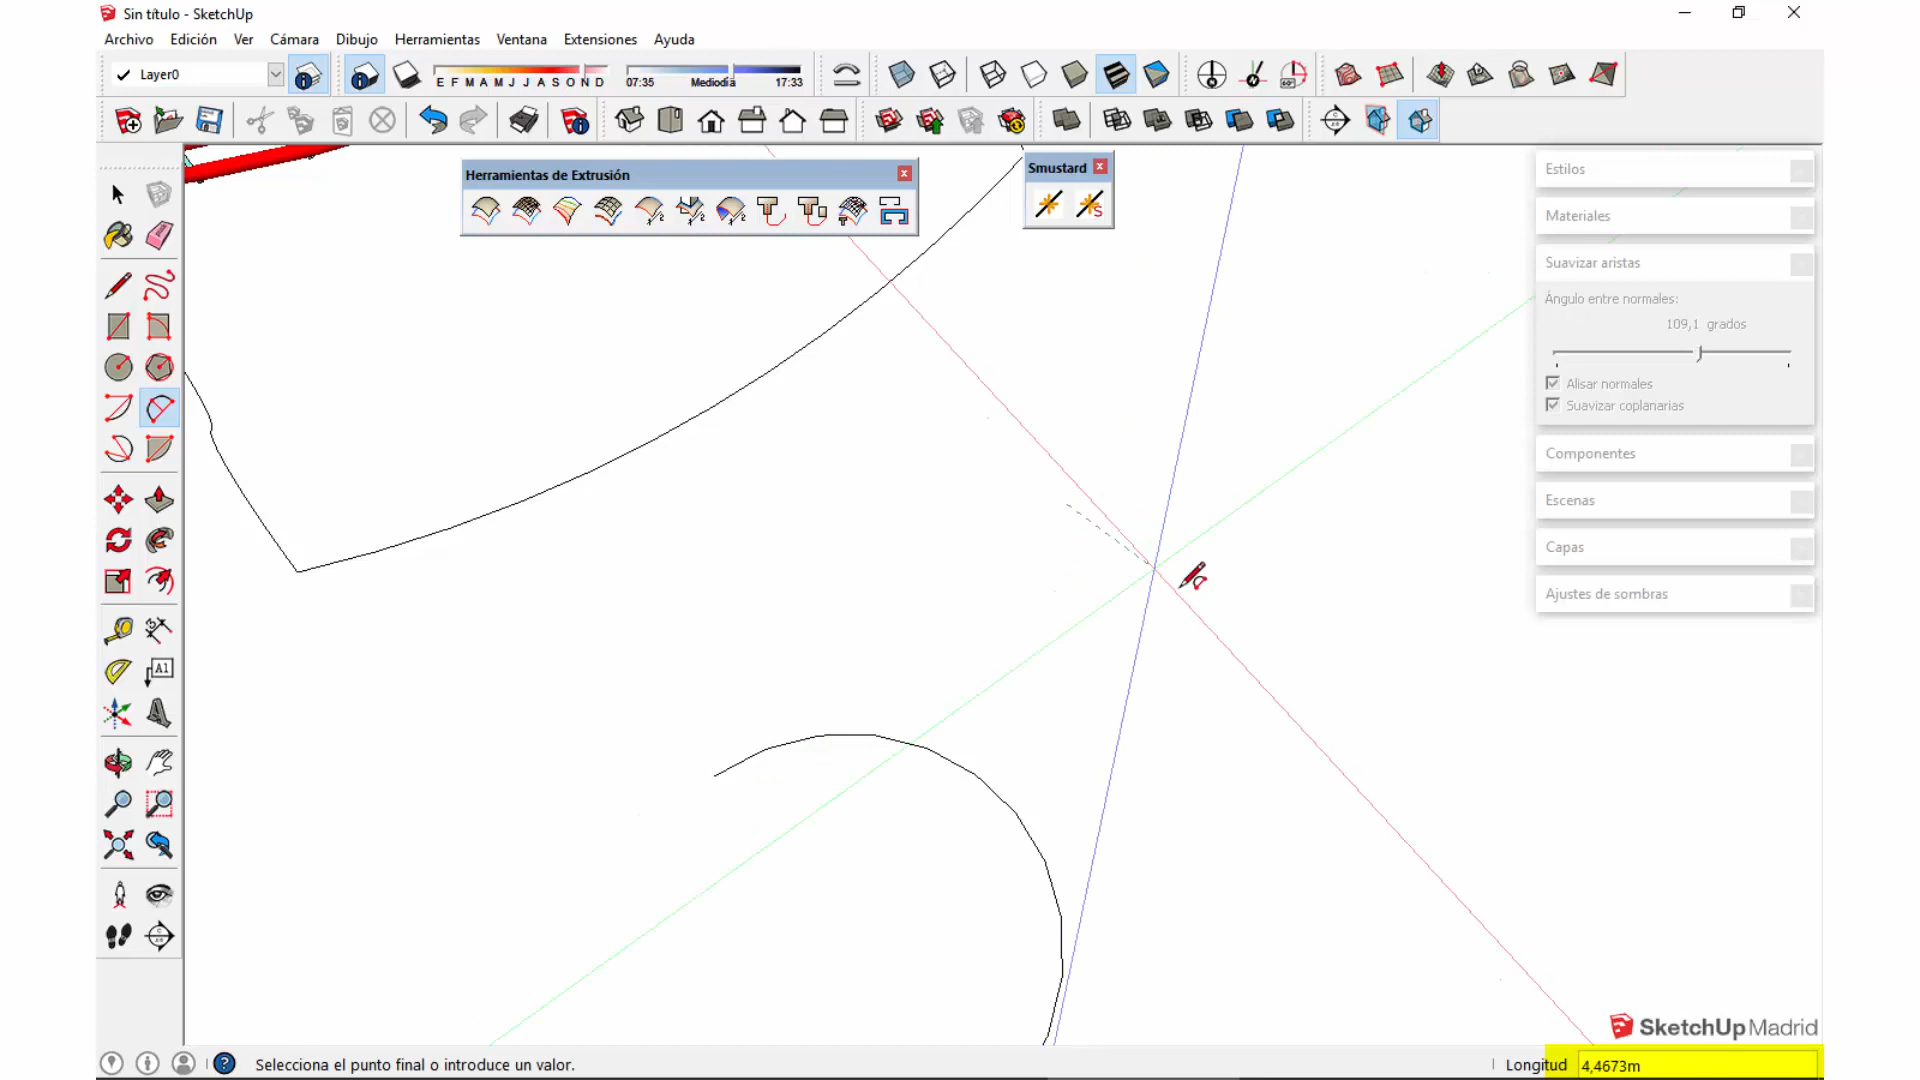 Sin título - SketchUp
Archivo Edición Ver Cámara Dibujo Herramientas Ventana Extensiones Ayuda
Layer0
E F M A M J J A S O N D
07:35 Mediodía 17:33
Herramientas de Extrusión
Smustard
Estilos
Materiales
Suavizar aristas
Ángulo entre normales:
109,1 grados
Alisar normales
Suavizar coplanarias
Componentes
Escenas
Capas
Ajustes de sombras
A1
SketchUp Madrid
Selecciona el punto final o introduce un valor.
Longitud 4,4673m